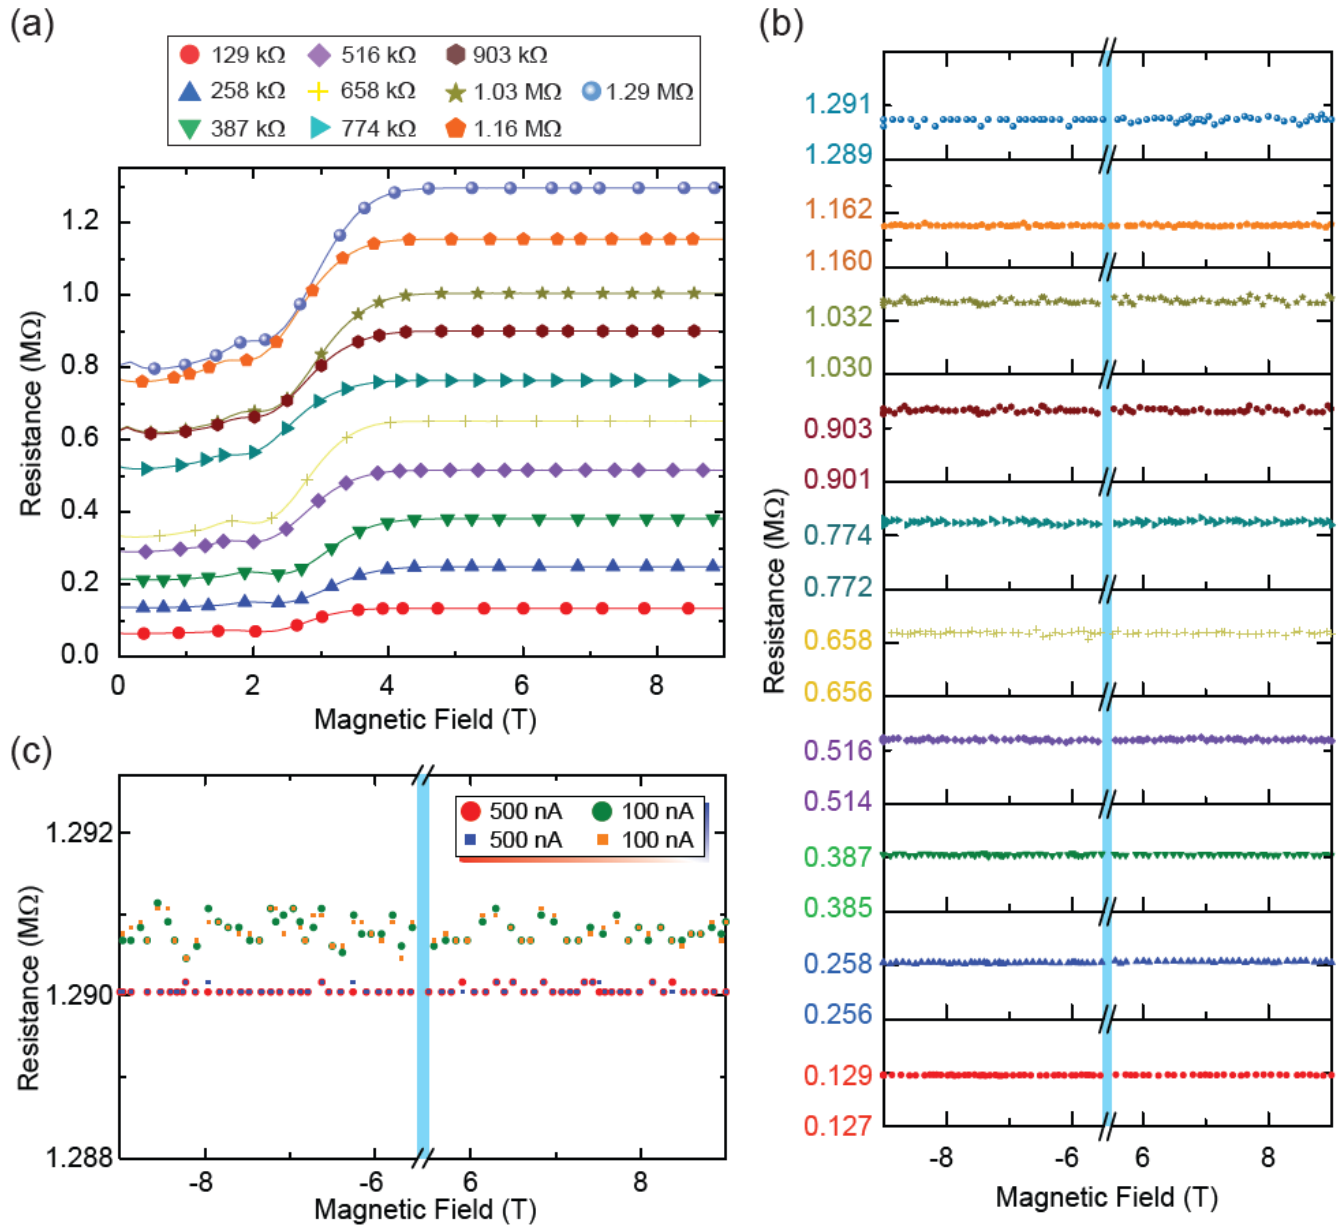 (a)
129 kΩ 516 kΩ 903 kΩ
258 kΩ 658 kΩ 1.03 MΩ 1.29 MΩ
387 kΩ 774 kΩ 1.16 MΩ
Resistance (MΩ)
1.2
1.0
0.8
0.6
0.4
0.2
0.0
0 2 4 6 8
Magnetic Field (T)
(b)
Resistance (MΩ)
1.291
1.289
1.162
1.160
1.032
1.030
0.903
0.901
0.774
0.772
0.658
0.656
0.516
0.514
0.387
0.385
0.258
0.256
0.129
0.127
-8 -6 6 8
Magnetic Field (T)
(c)
500 nA 100 nA
500 nA 100 nA
Resistance (MΩ)
1.292
1.290
1.288
-8 -6 6 8
Magnetic Field (T)